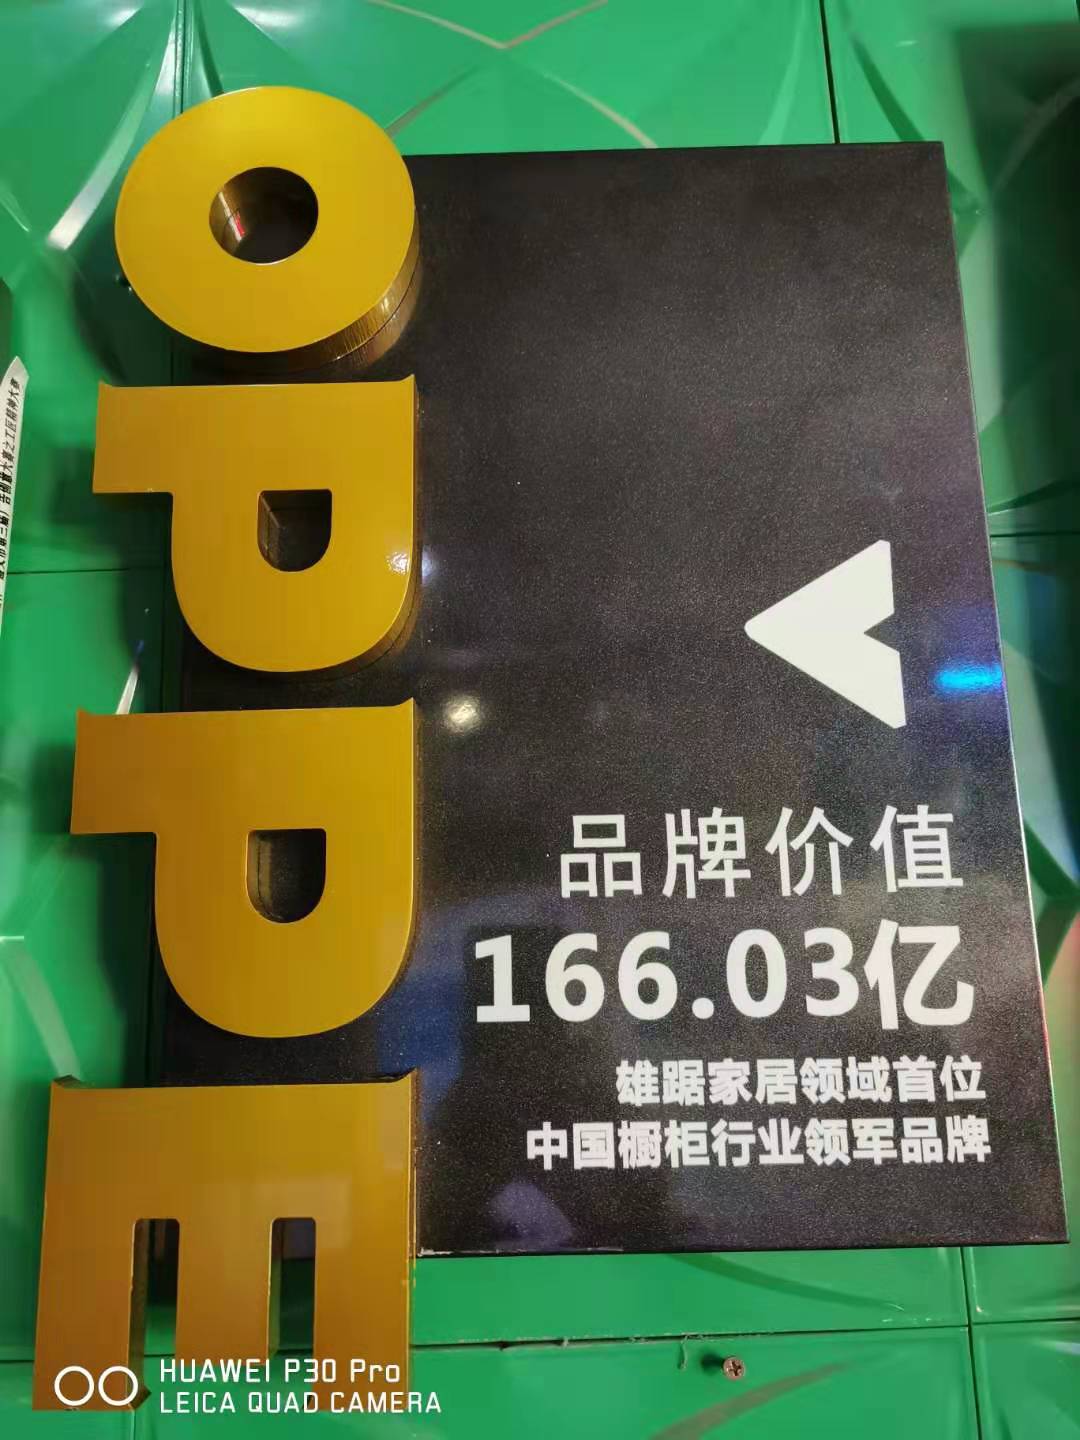 OPPE
品牌价值
166.03亿
雄踞家居领域首位
中国橱柜行业领军品牌
HUAWEI P30 Pro
LEICA QUAD CAMERA